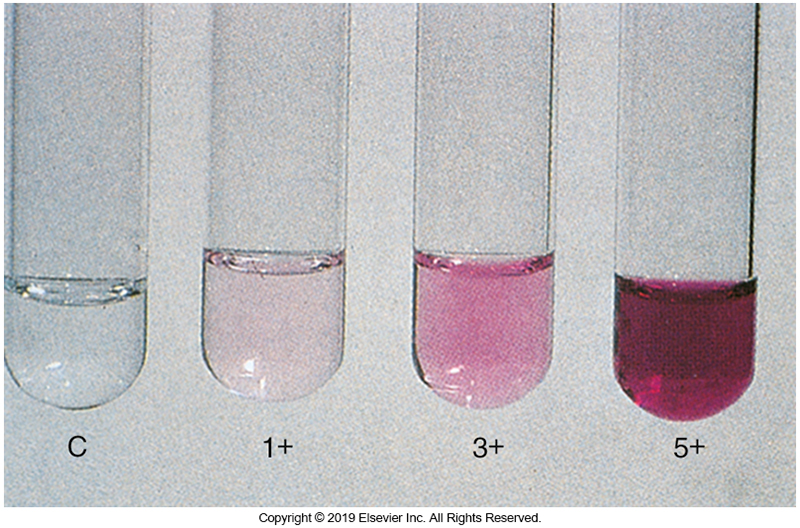 C 1+ 3+ 5+
Copyright © 2019 Elsevier Inc. All Rights Reserved.